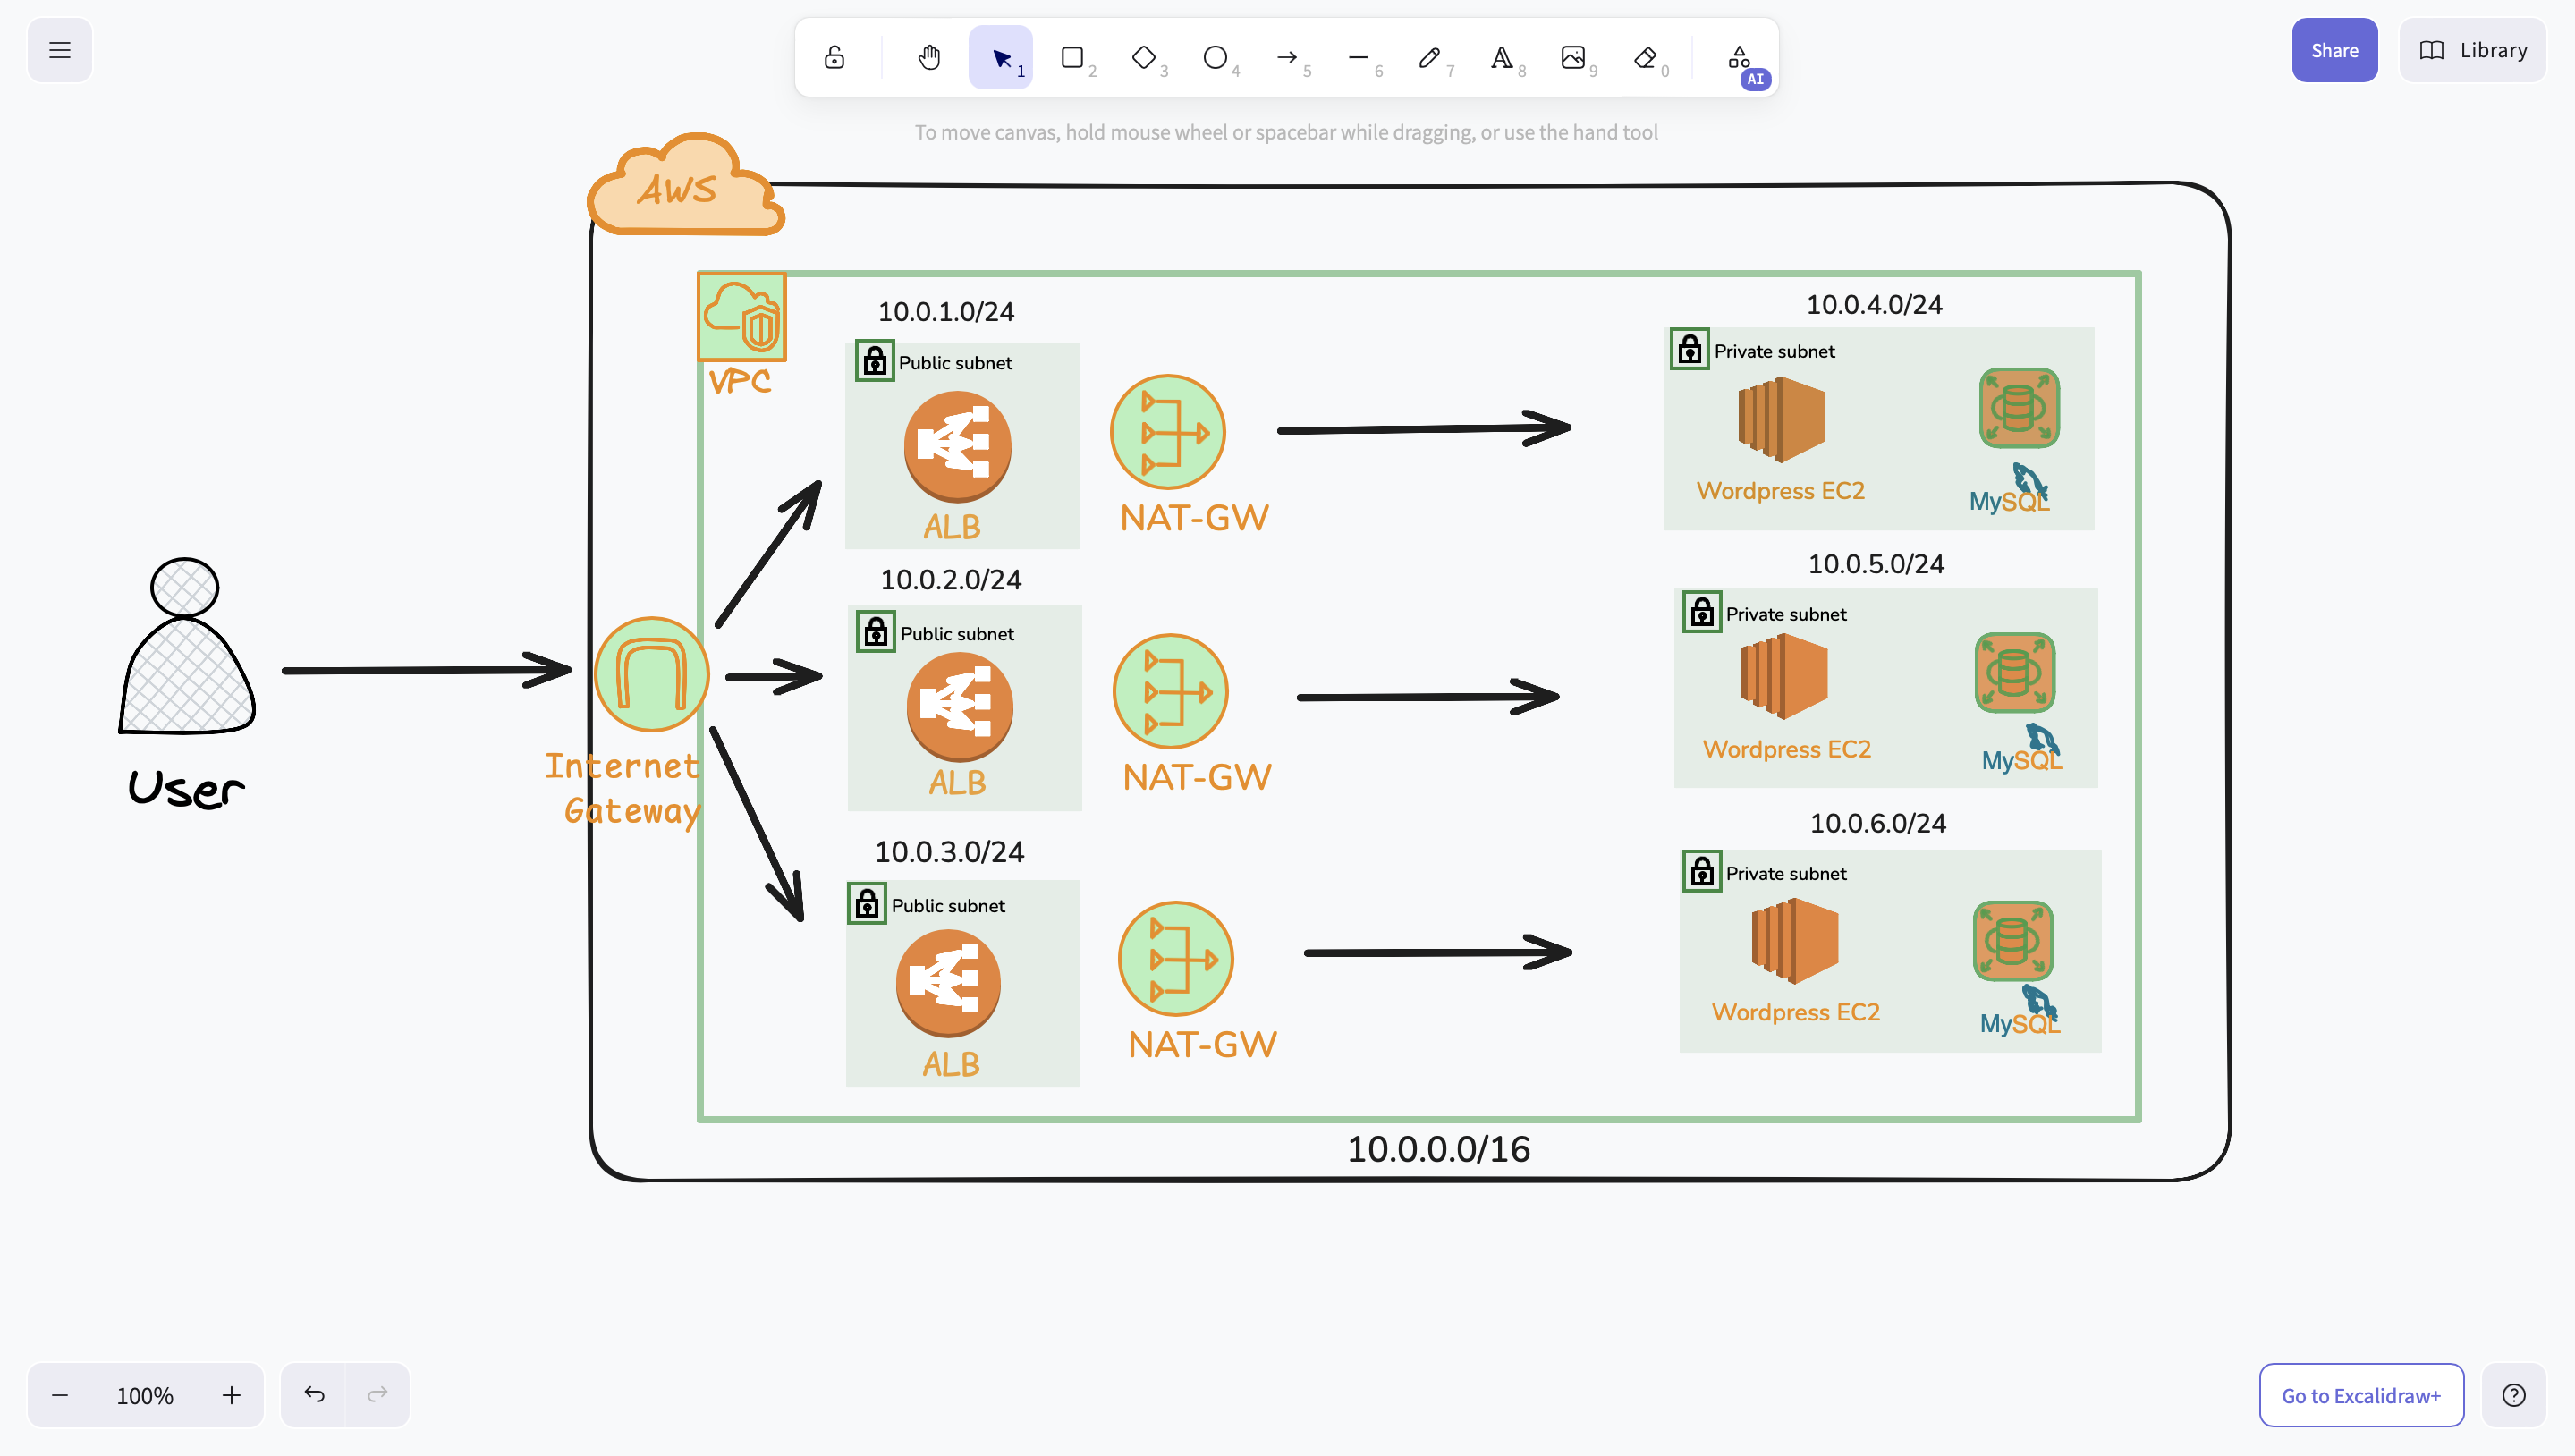 1
2
3
4
5
6
7
8
9
0
AI
Share
Library
To move canvas, hold mouse wheel or spacebar while dragging, or use the hand tool
AWS
VPC
10.0.1.0/24
Public subnet
ALB
NAT-GW
10.0.4.0/24
Private subnet
Wordpress EC2
MySQL
User
Internet
Gateway
10.0.2.0/24
Public subnet
ALB
NAT-GW
10.0.5.0/24
Private subnet
Wordpress EC2
MySQL
10.0.3.0/24
Public subnet
ALB
NAT-GW
10.0.6.0/24
Private subnet
Wordpress EC2
MySQL
10.0.0.0/16
100%
Go to Excalidraw+